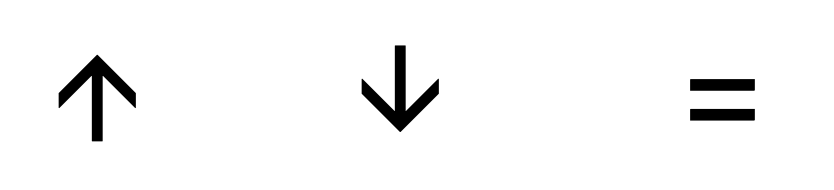 ↑ ↓ =